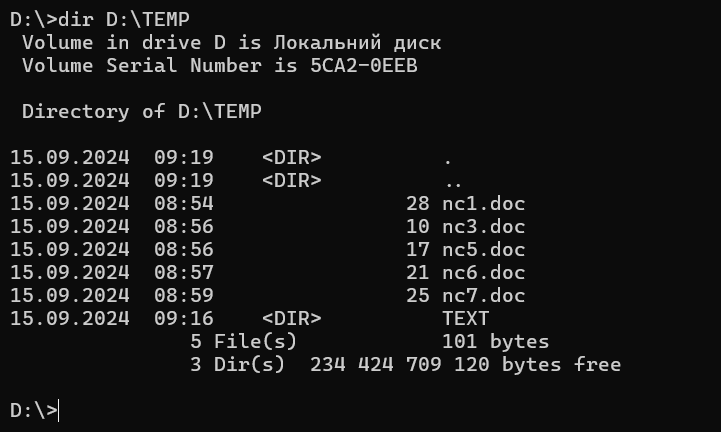 D:\>dir D:\TEMP
 Volume in drive D is Локальний диск
 Volume Serial Number is 5CA2-0EEB

 Directory of D:\TEMP

15.09.2024  09:19    <DIR>          .
15.09.2024  09:19    <DIR>          ..
15.09.2024  08:54                28 nc1.doc
15.09.2024  08:56                10 nc3.doc
15.09.2024  08:56                17 nc5.doc
15.09.2024  08:57                21 nc6.doc
15.09.2024  08:59                25 nc7.doc
15.09.2024  09:16    <DIR>          TEXT
               5 File(s)            101 bytes
               3 Dir(s)  234 424 709 120 bytes free

D:\>